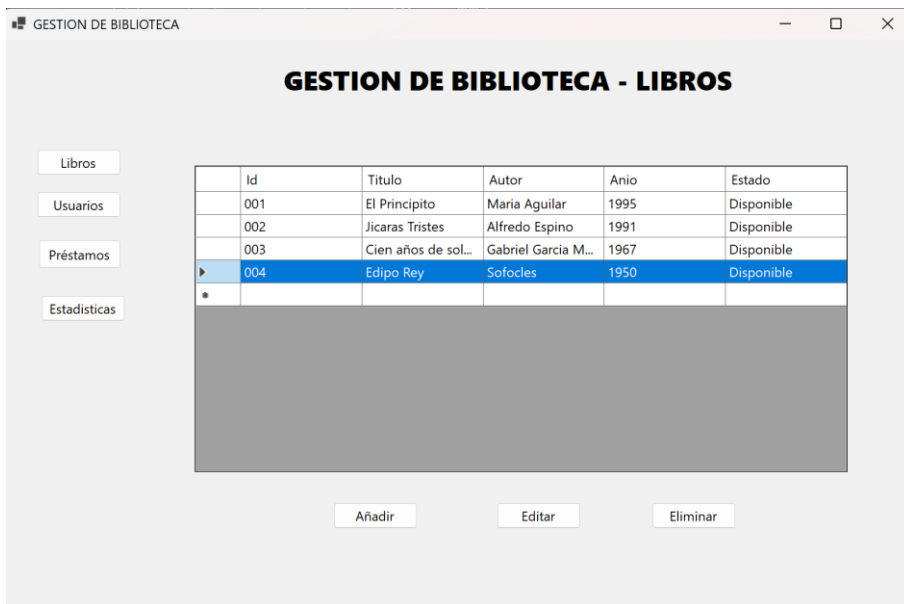 GESTION DE BIBLIOTECA
GESTION DE BIBLIOTECA - LIBROS
Libros
Usuarios
Préstamos
Estadisticas
Id Titulo Autor Anio Estado
001 El Principito Maria Aguilar 1995 Disponible
002 Jicaras Tristes Alfredo Espino 1991 Disponible
003 Cien años de sol... Gabriel Garcia M... 1967 Disponible
004 Edipo Rey Sofocles 1950 Disponible
Añadir Editar Eliminar